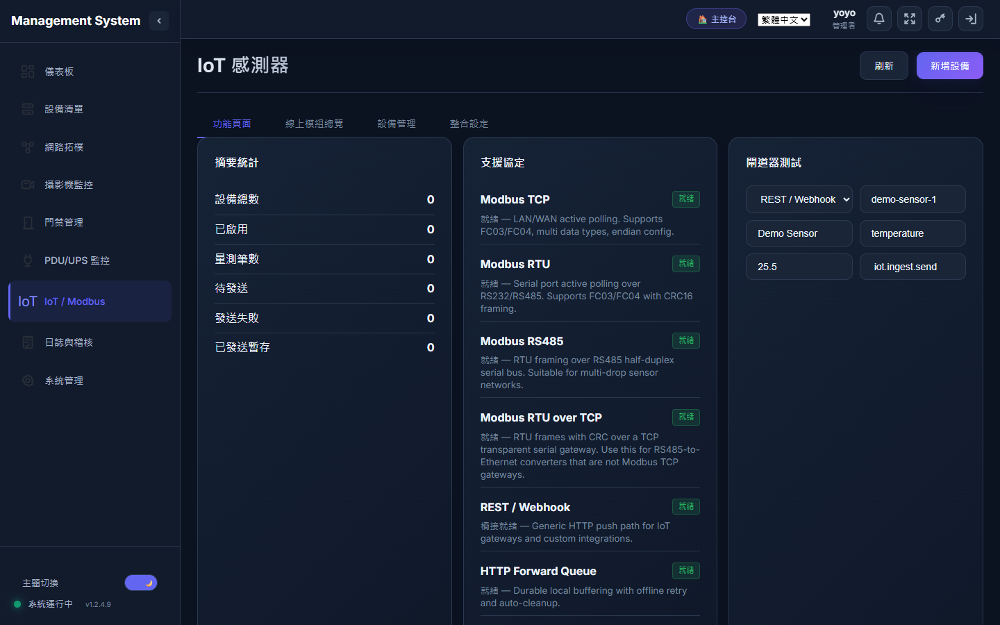 Management System
儀表板
設備清單
網路拓樸
攝影機監控
門禁管理
PDU/UPS 監控
IoT IoT / Modbus
日誌與稽核
系統管理
主題切換
系統運行中 v1.2.4.9
主控台
繁體中文
yoyo
管理者
IoT 感測器
刷新
新增設備
功能頁面
線上模組總覽
設備管理
整合設定
摘要統計
設備總數 0
已啟用 0
量測筆數 0
待發送 0
發送失敗 0
已發送暫存 0
支援協定
Modbus TCP 就緒
就緒 — LAN/WAN active polling. Supports
FC03/FC04, multi data types, endian config.
Modbus RTU 就緒
就緒 — Serial port active polling over
RS232/RS485. Supports FC03/FC04 with CRC16
framing.
Modbus RS485 就緒
就緒 — RTU framing over RS485 half-duplex
serial bus. Suitable for multi-drop sensor
networks.
Modbus RTU over TCP 就緒
就緒 — RTU frames with CRC over a TCP
transparent serial gateway. Use this for RS485-to-
Ethernet converters that are not Modbus TCP
gateways.
REST / Webhook 就緒
橋接就緒 — Generic HTTP push path for IoT
gateways and custom integrations.
HTTP Forward Queue 就緒
就緒 — Durable local buffering with offline retry
and auto-cleanup.
閘道器測試
REST / Webhook
demo-sensor-1
Demo Sensor
temperature
25.5
iot.ingest.send